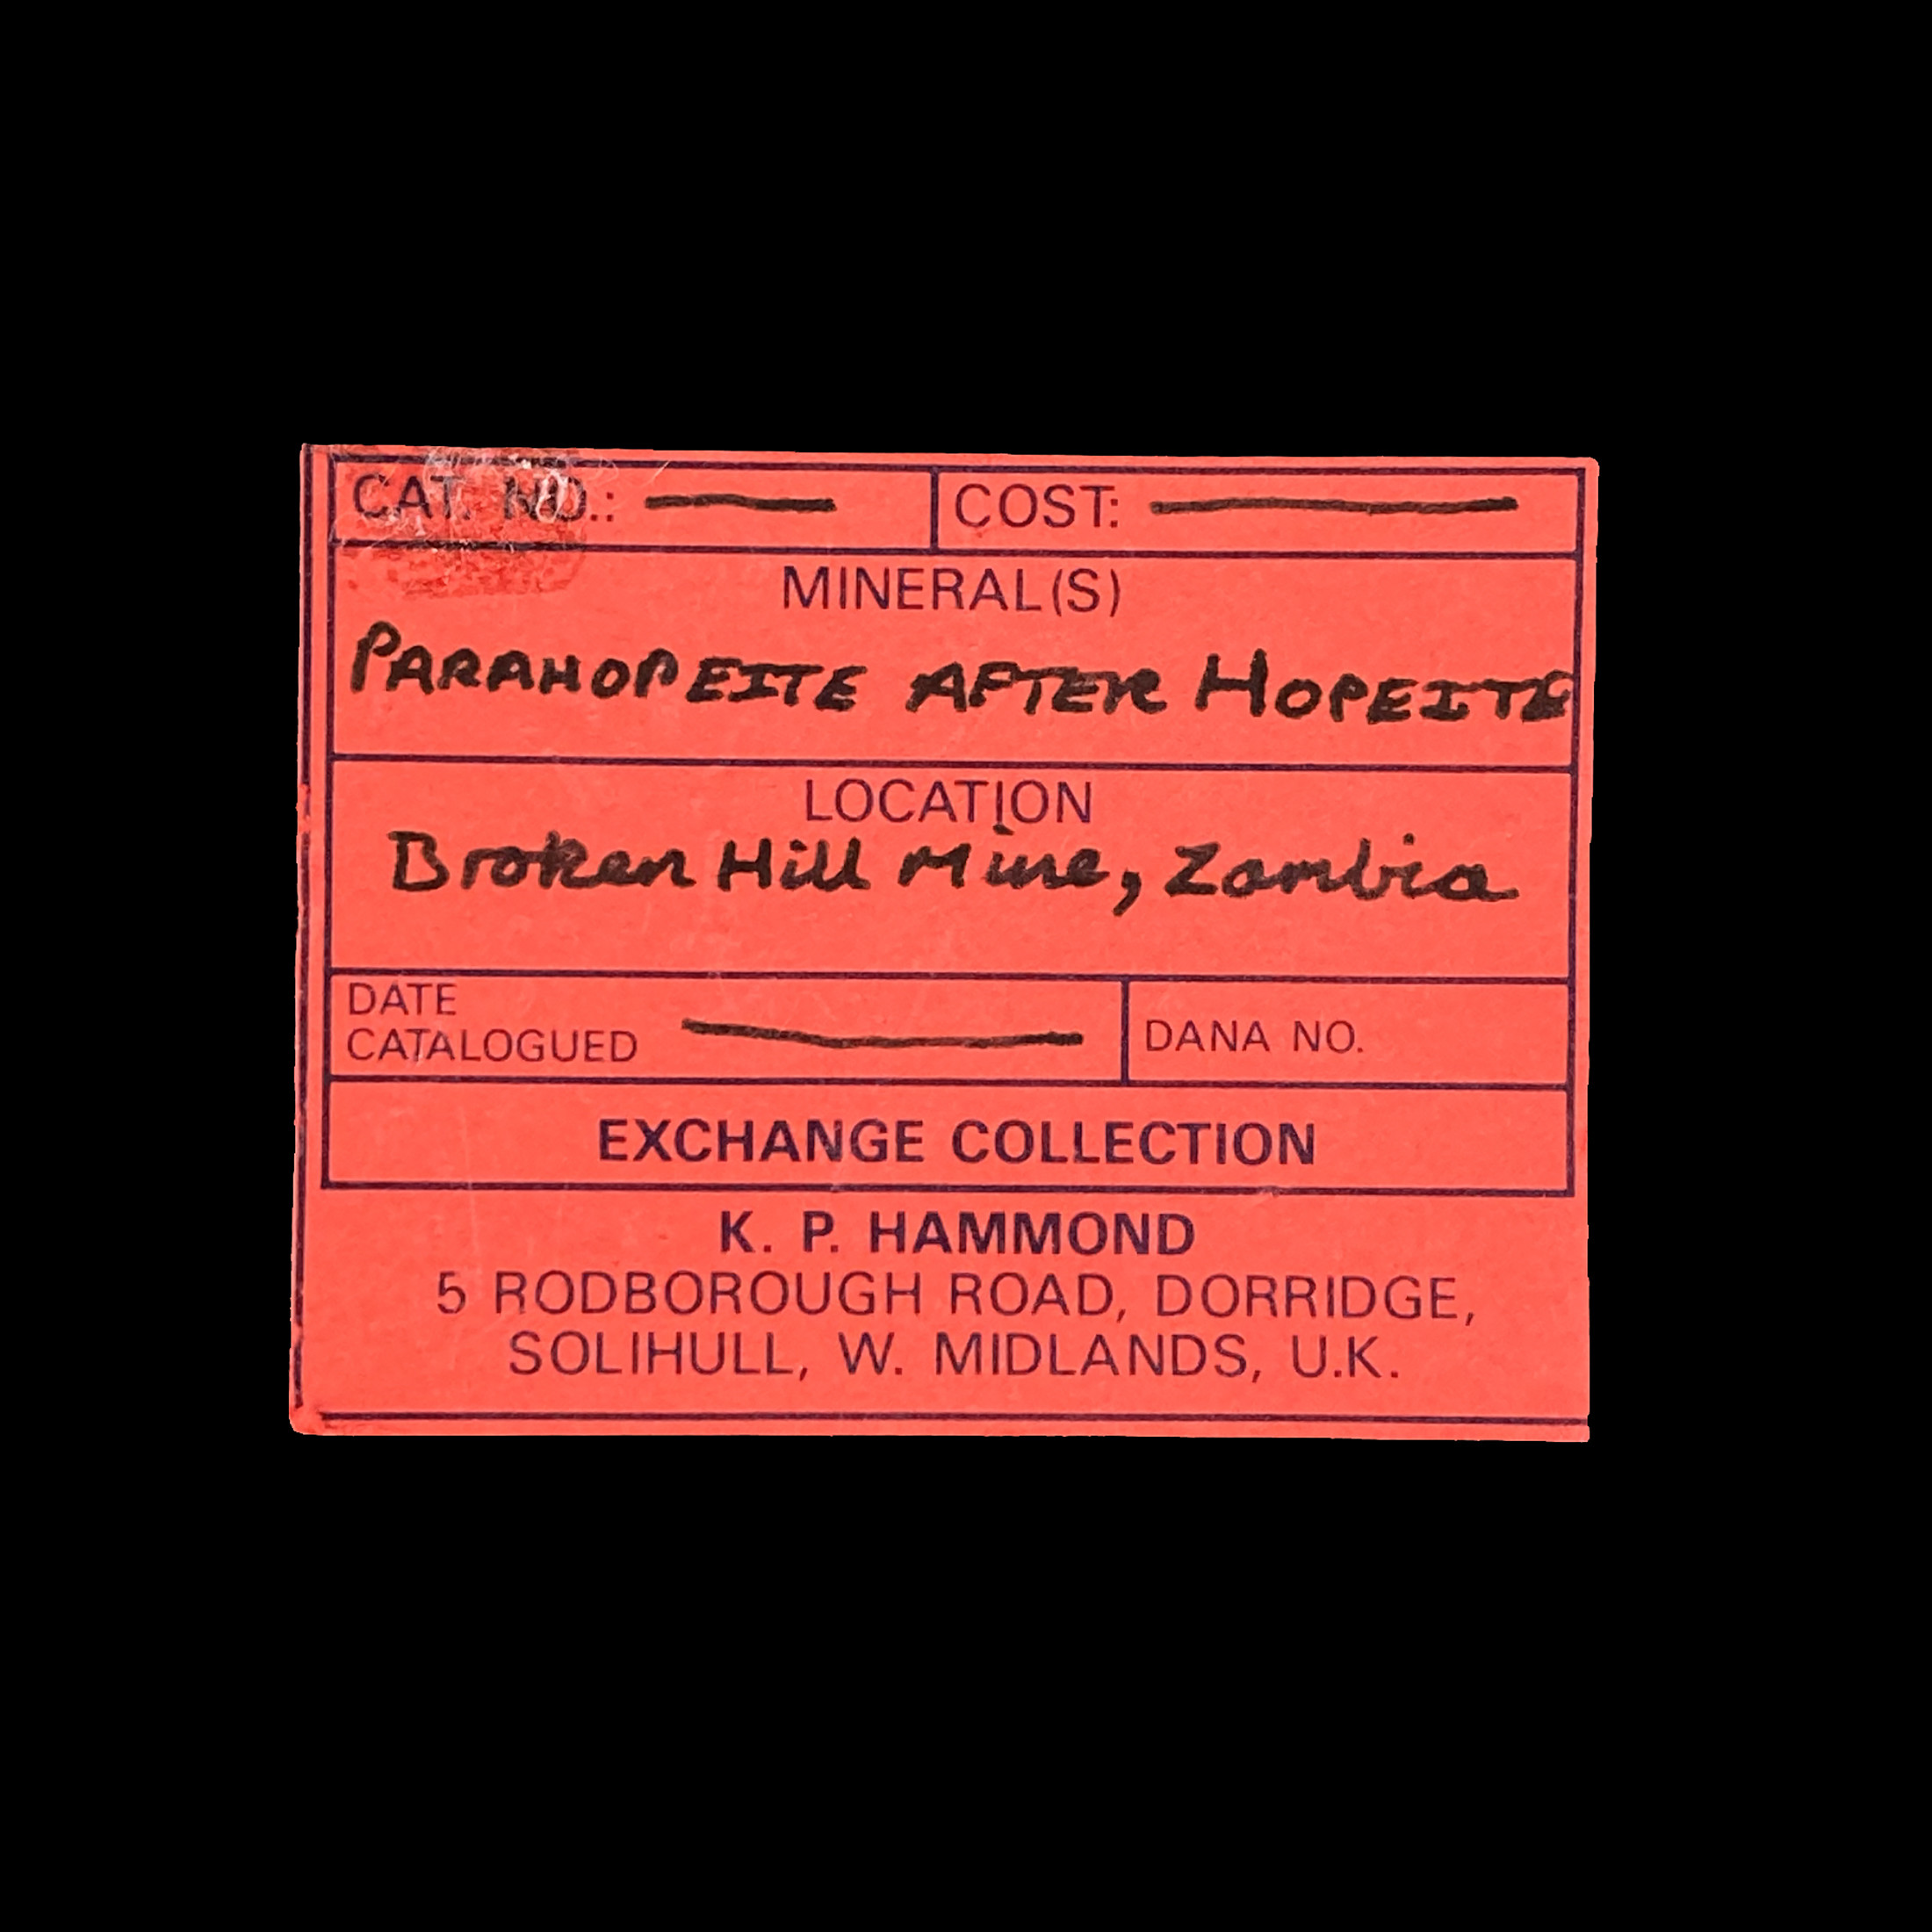 CAT. NO.: —
COST: —
MINERAL(S)
PARAHOPEITE AFTER HOPEITE
LOCATION
Broken Hill Mine, Zambia
DATE
CATALOGUED —
DANA NO.
EXCHANGE COLLECTION
K. P. HAMMOND
5 RODBOROUGH ROAD, DORRIDGE,
SOLIHULL, W. MIDLANDS, U.K.